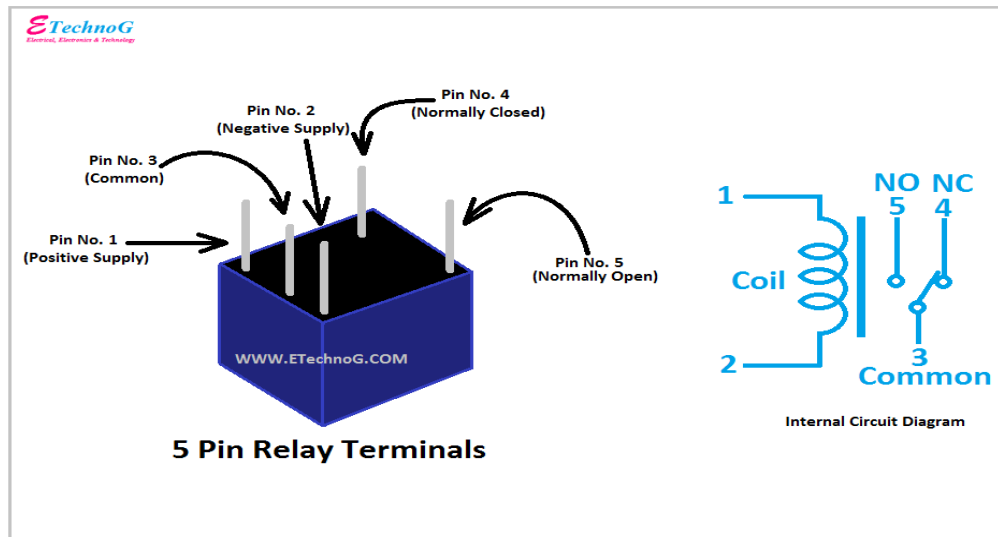 ETechnoG
Electrical, Electronics & Technology
Pin No. 4
(Normally Closed)
Pin No. 2
(Negative Supply)
Pin No. 3
(Common)
Pin No. 1
(Positive Supply)
Pin No. 5
(Normally Open)
WWW.ETechnoG.COM
5 Pin Relay Terminals
1
NO NC
5 4
Coil
2
3
Common
Internal Circuit Diagram